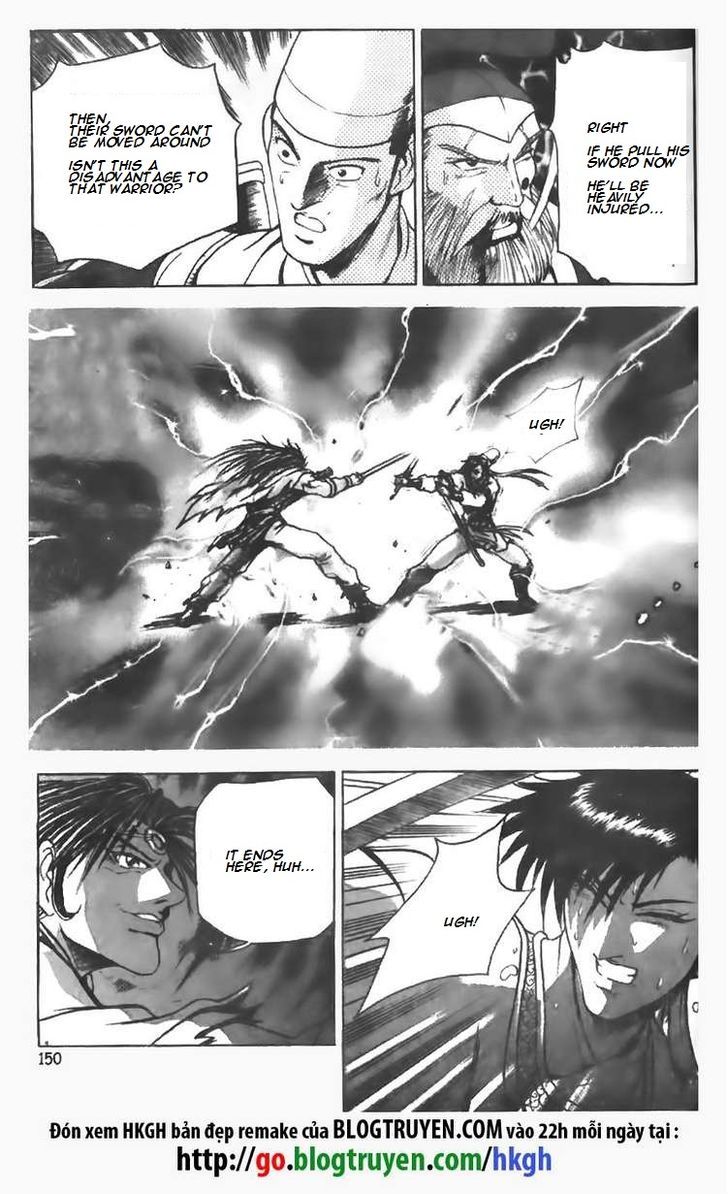 THEN,
THEIR SWORD CAN'T
BE MOVED AROUND
ISN'T THIS A
DISADVANTAGE TO
THAT WARRIOR?
RIGHT
IF HE PULL HIS
SWORD NOW
HE'LL BE
HEAVILY
INJURED...
UGH!
IT ENDS
HERE, HUH...
UGH!
150
Đón xem HKGH bản đẹp remake của BLOGTRUYEN.COM vào 22h mỗi ngày tại :
http://go.blogtruyen.com/hkgh